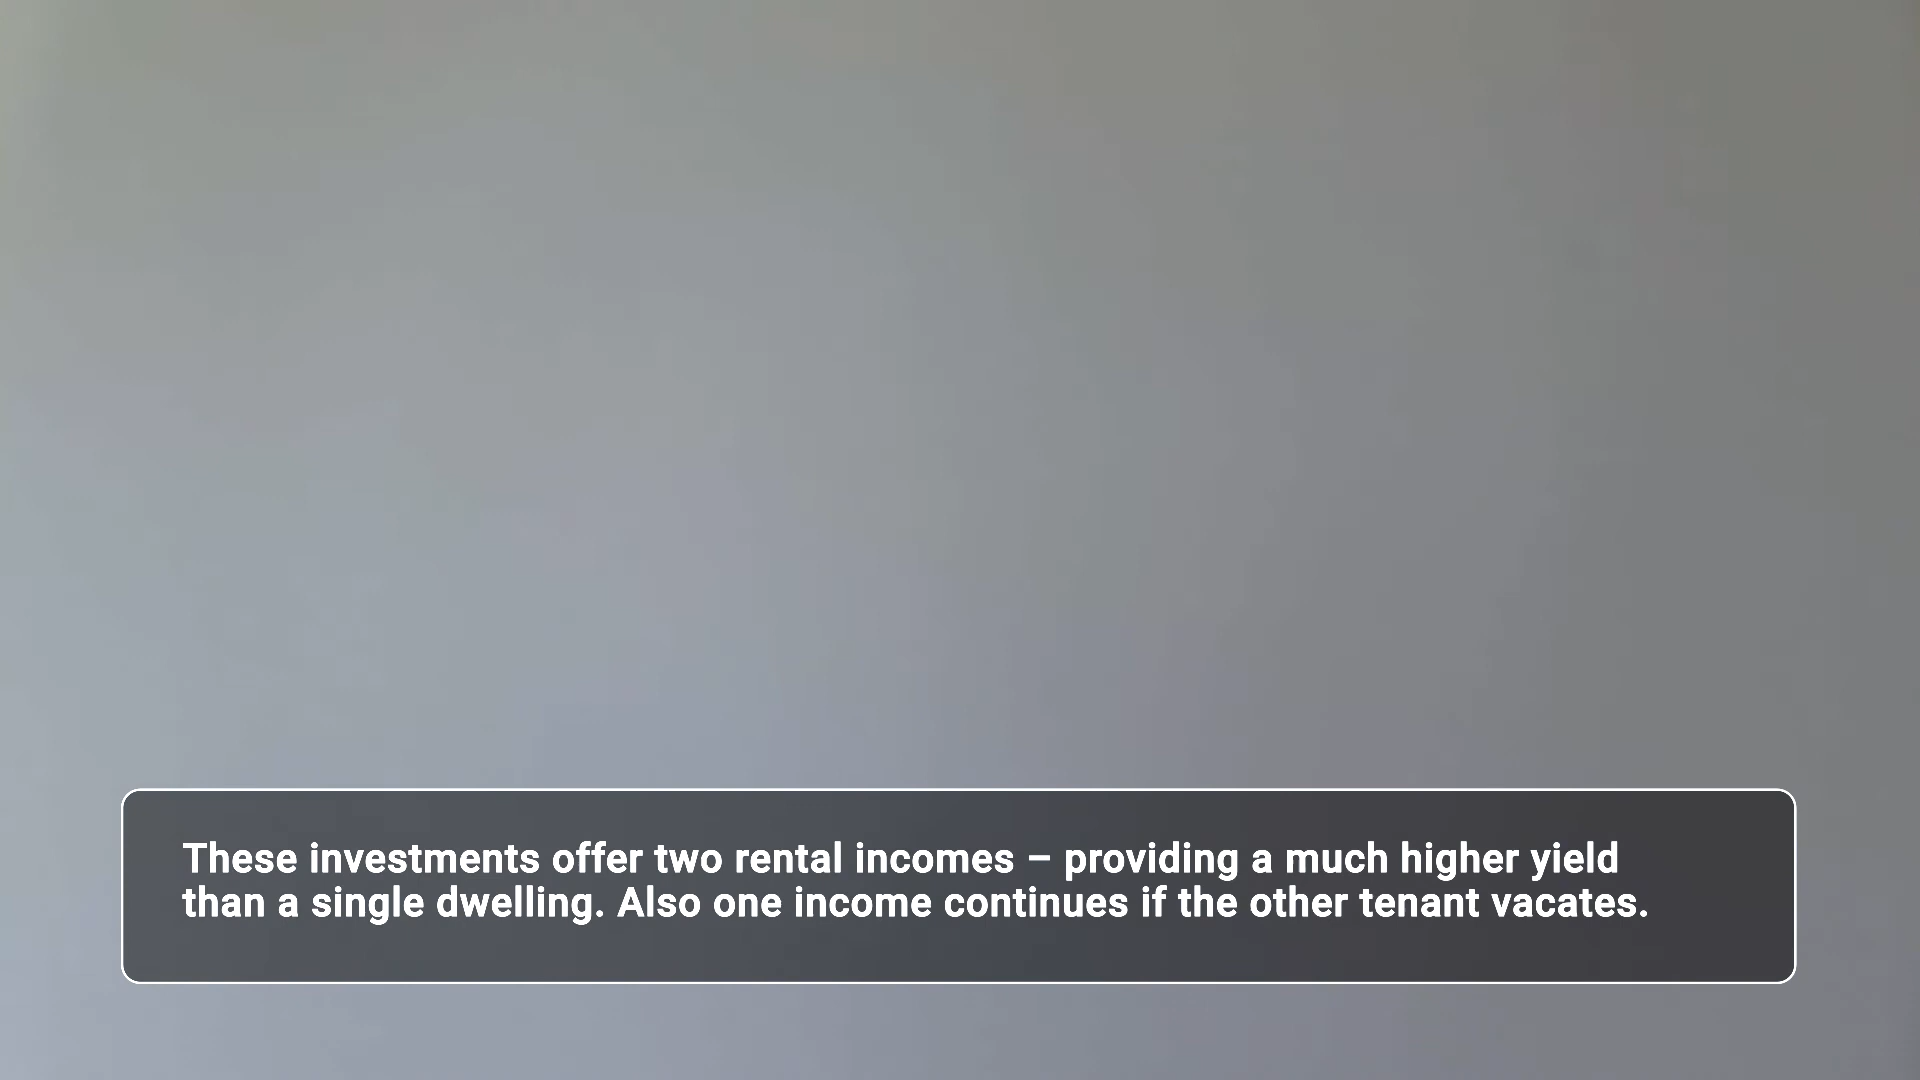 These investments offer two rental incomes – providing a much higher yield
than a single dwelling. Also one income continues if the other tenant vacates.